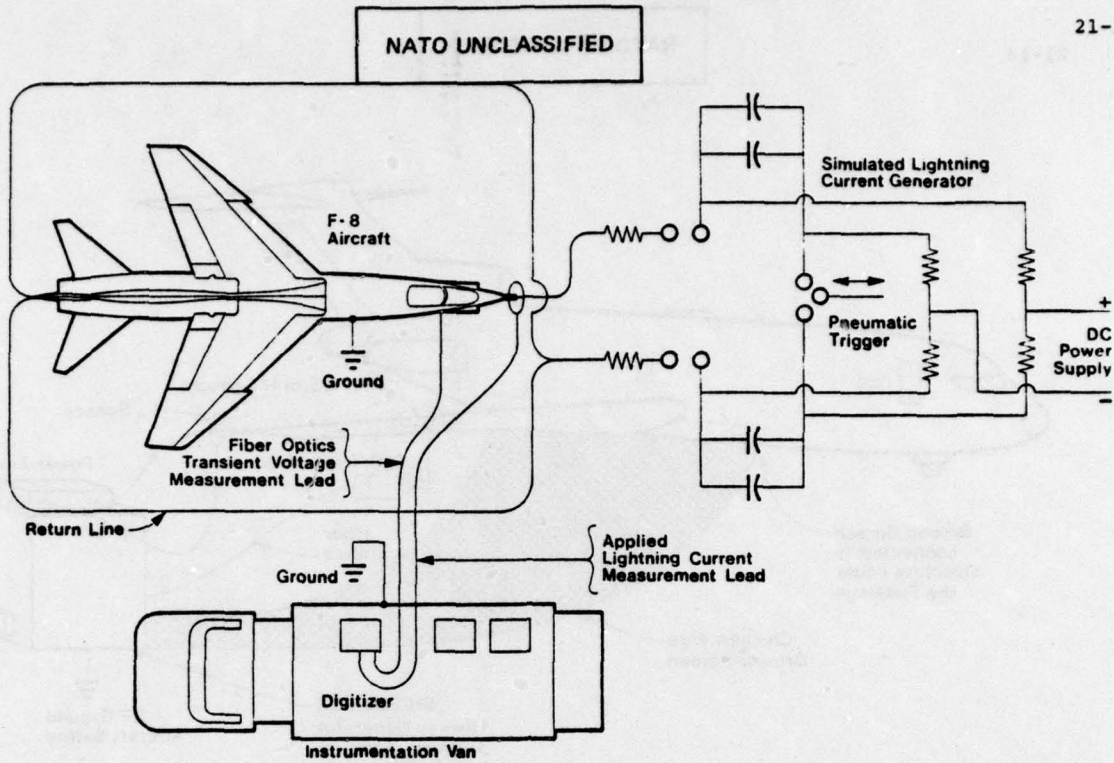 NATO UNCLASSIFIED
21-
Simulated Lightning
Current Generator
F-8
Aircraft
Pneumatic
Trigger
+
DC
Power
Supply
-
Ground
Fiber Optics
Transient Voltage
Measurement Lead
Return Line
Ground
Applied
Lightning Current
Measurement Lead
Digitizer
Instrumentation Van